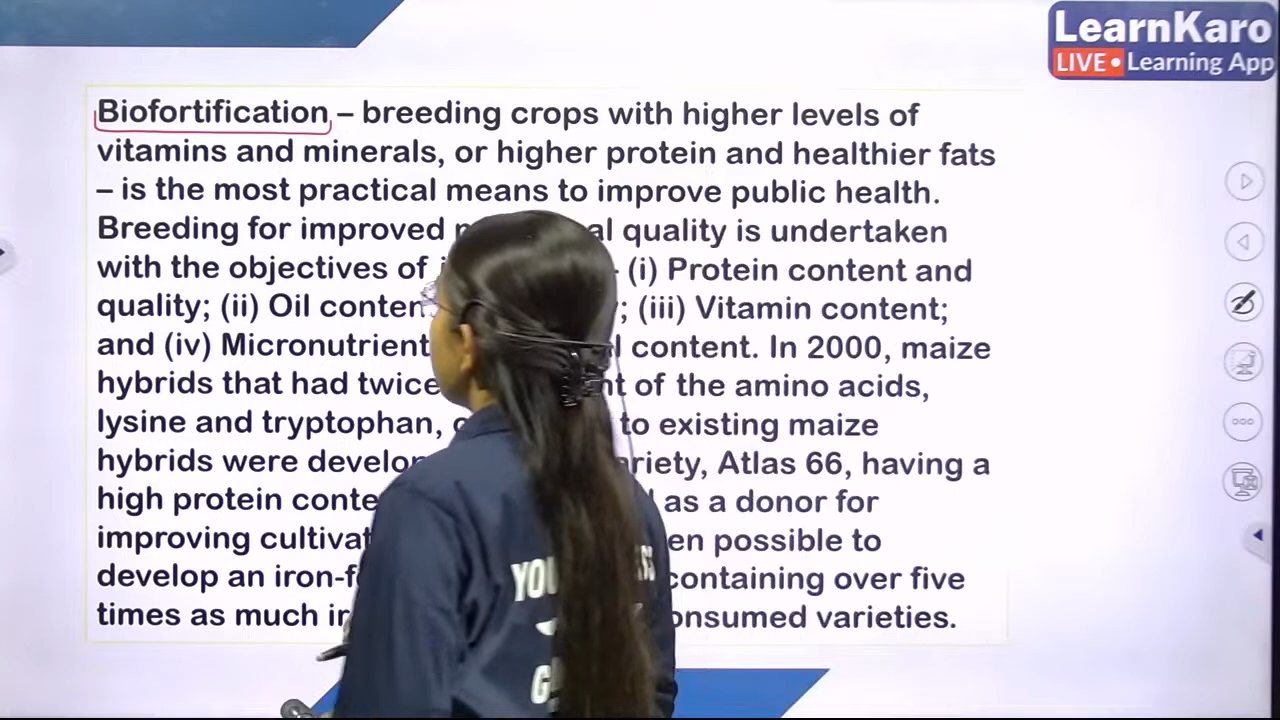 LearnKaro
LIVE • Learning App
Biofortification – breeding crops with higher levels of
vitamins and minerals, or higher protein and healthier fats
– is the most practical means to improve public health.
Breeding for improved al quality is undertaken
with the objectives of (i) Protein content and
quality; (ii) Oil conten ; (iii) Vitamin content;
and (iv) Micronutrient l content. In 2000, maize
hybrids that had twice nt of the amino acids,
lysine and tryptophan, to existing maize
hybrids were develop riety, Atlas 66, having a
high protein conte as a donor for
improving cultivat en possible to
develop an iron-f containing over five
times as much ir onsumed varieties.
YOU SS
G